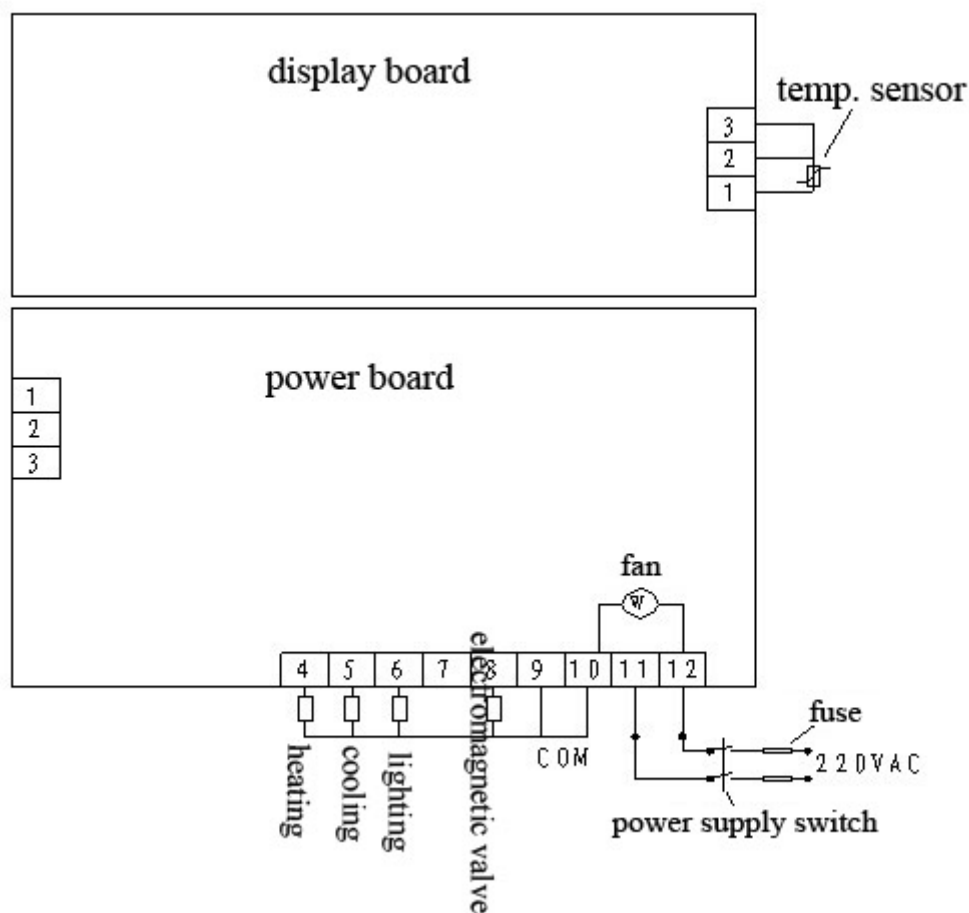 display board
temp. sensor
3
2
1
power board
1
2
3
fan
4 5 6 7 8 9 10 11 12
heating
cooling
lighting
electromagnetic valve
COM
fuse
220VAC
power supply switch